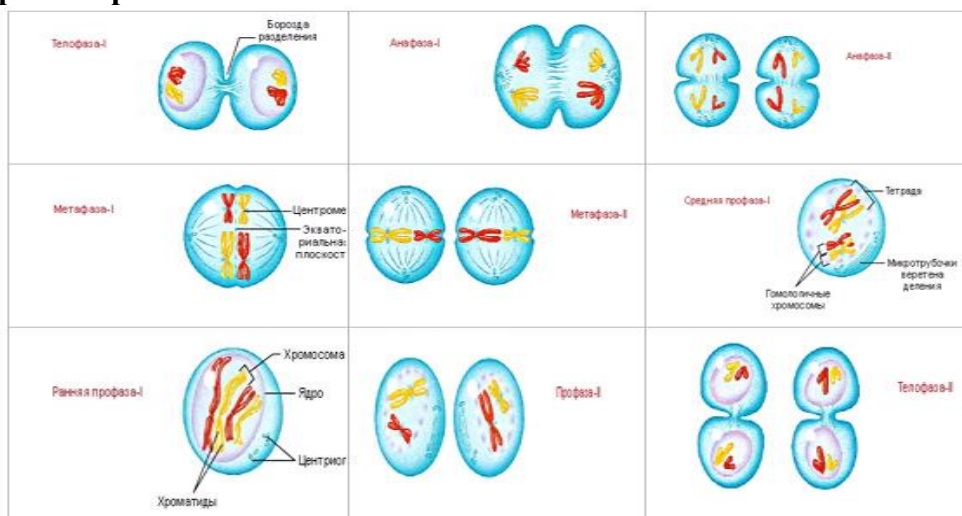 Телофаза-I
Борозда
разделения
Анафаза-I
Анафаза-II
Метафаза-I
Центроме
Эквато-
риальна:
плоскост
Метафаза-II
Средняя профаза-I
Тетрада
Микротрубочки
веретена
деления
Гомологичные
хромосомы
Ранняя профаза-I
Хромосома
Ядро
Центриог
Хроматиды
Профаза-II
Телофаза-II